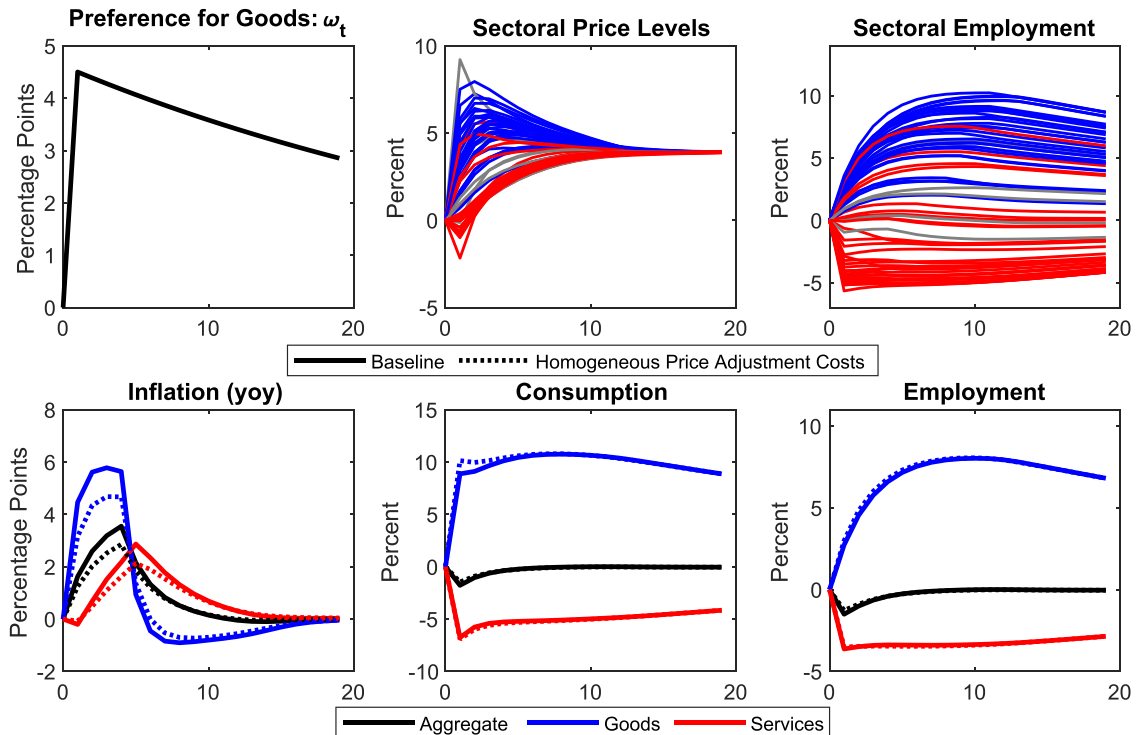 Preference for Goods: ωt
Percentage Points
5
4
3
2
1
0
0 10 20
Sectoral Price Levels
Percent
10
5
0
-5
0 10 20
Sectoral Employment
Percent
10
5
0
-5
0 10 20
Baseline Homogeneous Price Adjustment Costs
Inflation (yoy)
Percentage Points
8
6
4
2
0
-2
0 10 20
Consumption
Percent
15
10
5
0
-5
-10
0 10 20
Employment
Percent
10
5
0
-5
0 10 20
Aggregate Goods Services